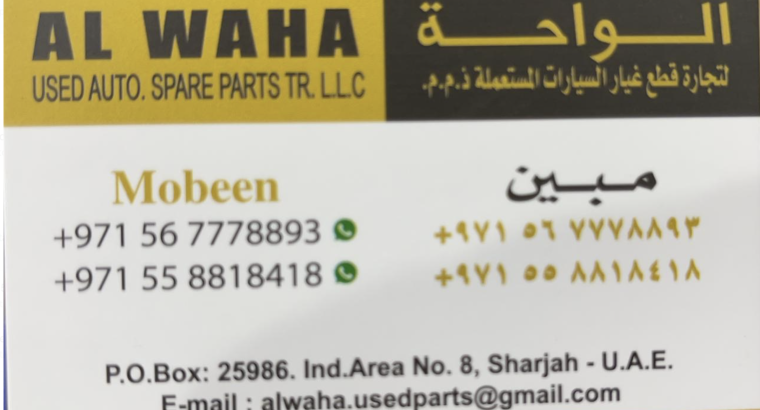 AL WAHA
USED AUTO. SPARE PARTS TR. L.L.C
الواحة
لتجارة قطع غيار السيارات المستعملة ذ.م.م.
Mobeen
+971 56 7778893
+971 55 8818418
مبين
+٩٧١ ٥٦ ٧٧٧٨٨٩٣
+٩٧١ ٥٥ ٨٨١٨٤١٨
P.O.Box: 25986. Ind.Area No. 8, Sharjah - U.A.E.
E-mail : alwaha.usedparts@gmail.com